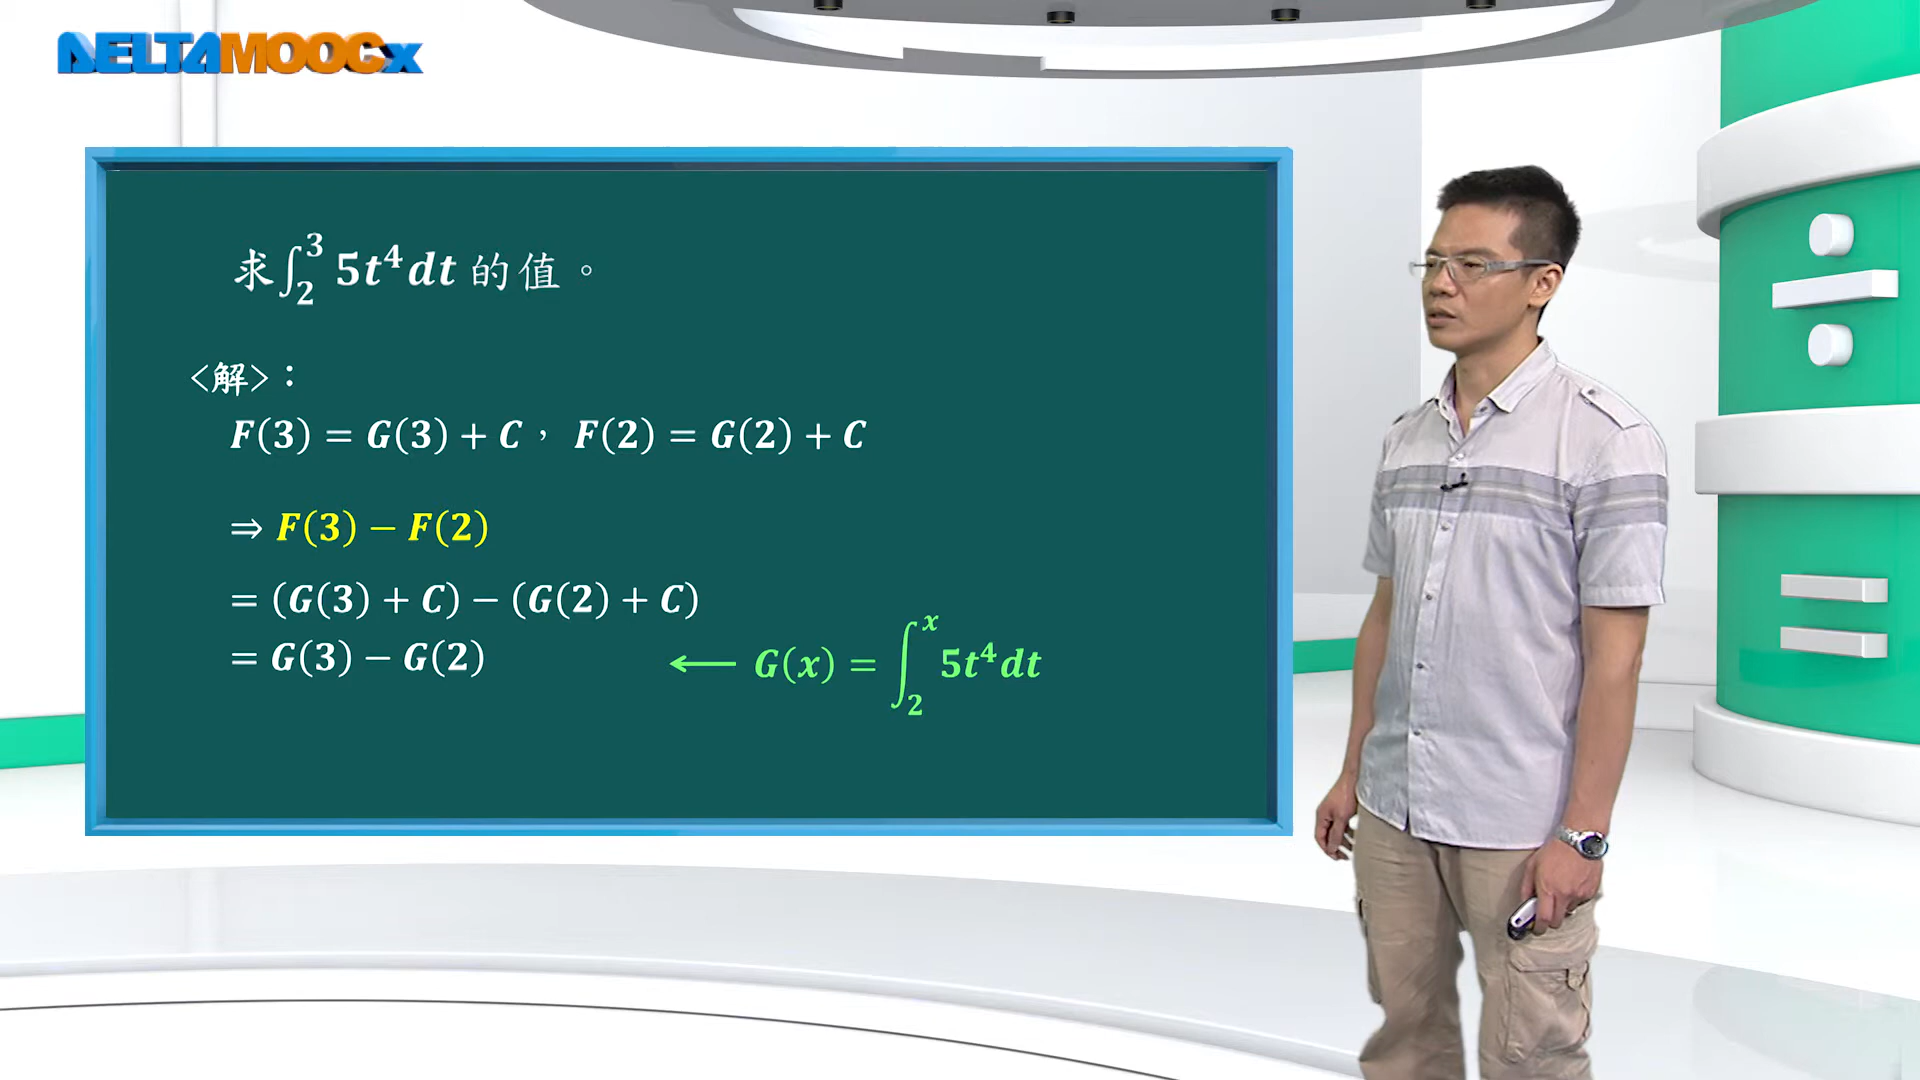 DELTAMOOCx
求∫₂³ 5t⁴dt 的值。
<解>：
F(3) = G(3) + C， F(2) = G(2) + C
⇒ F(3) − F(2)
= (G(3) + C) − (G(2) + C)
= G(3) − G(2) ⟵ G(x) = ∫₂ˣ 5t⁴dt